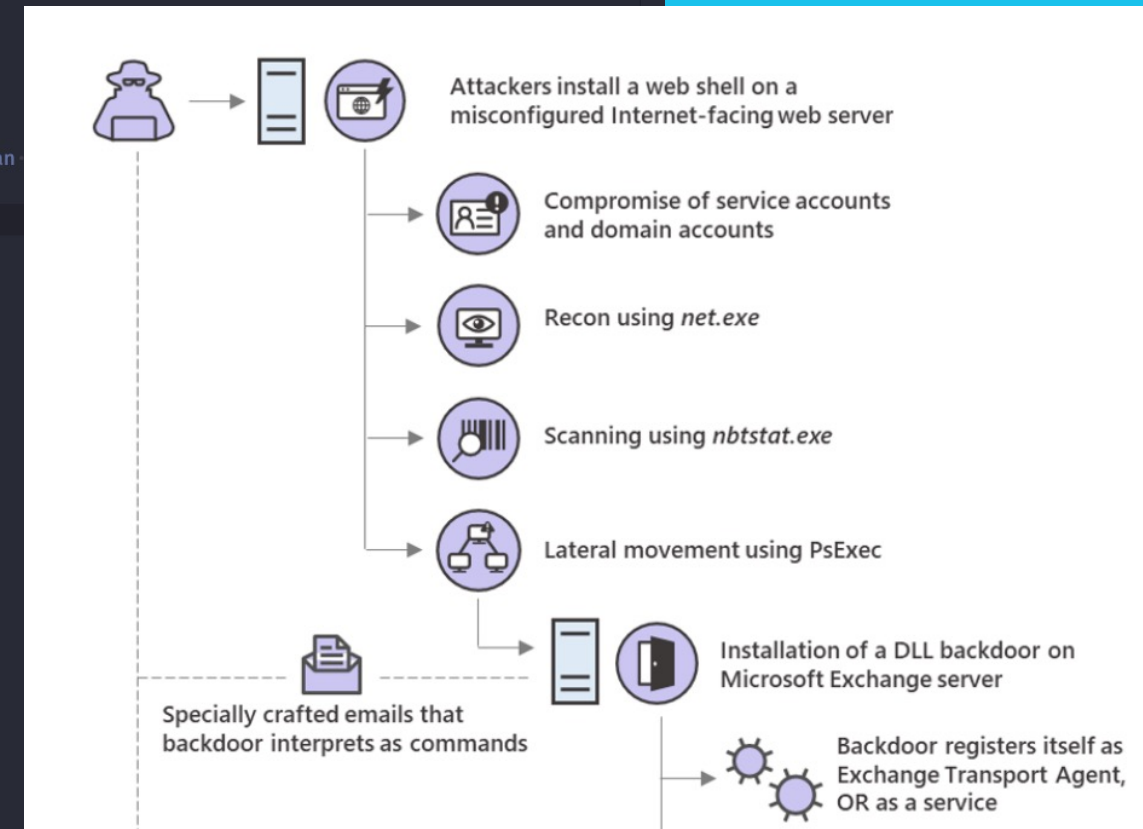 Attackers install a web shell on a
misconfigured Internet-facing web server
an
Compromise of service accounts
and domain accounts
Recon using net.exe
Scanning using nbtstat.exe
Lateral movement using PsExec
Installation of a DLL backdoor on
Microsoft Exchange server
Specially crafted emails that
backdoor interprets as commands
Backdoor registers itself as
Exchange Transport Agent,
OR as a service